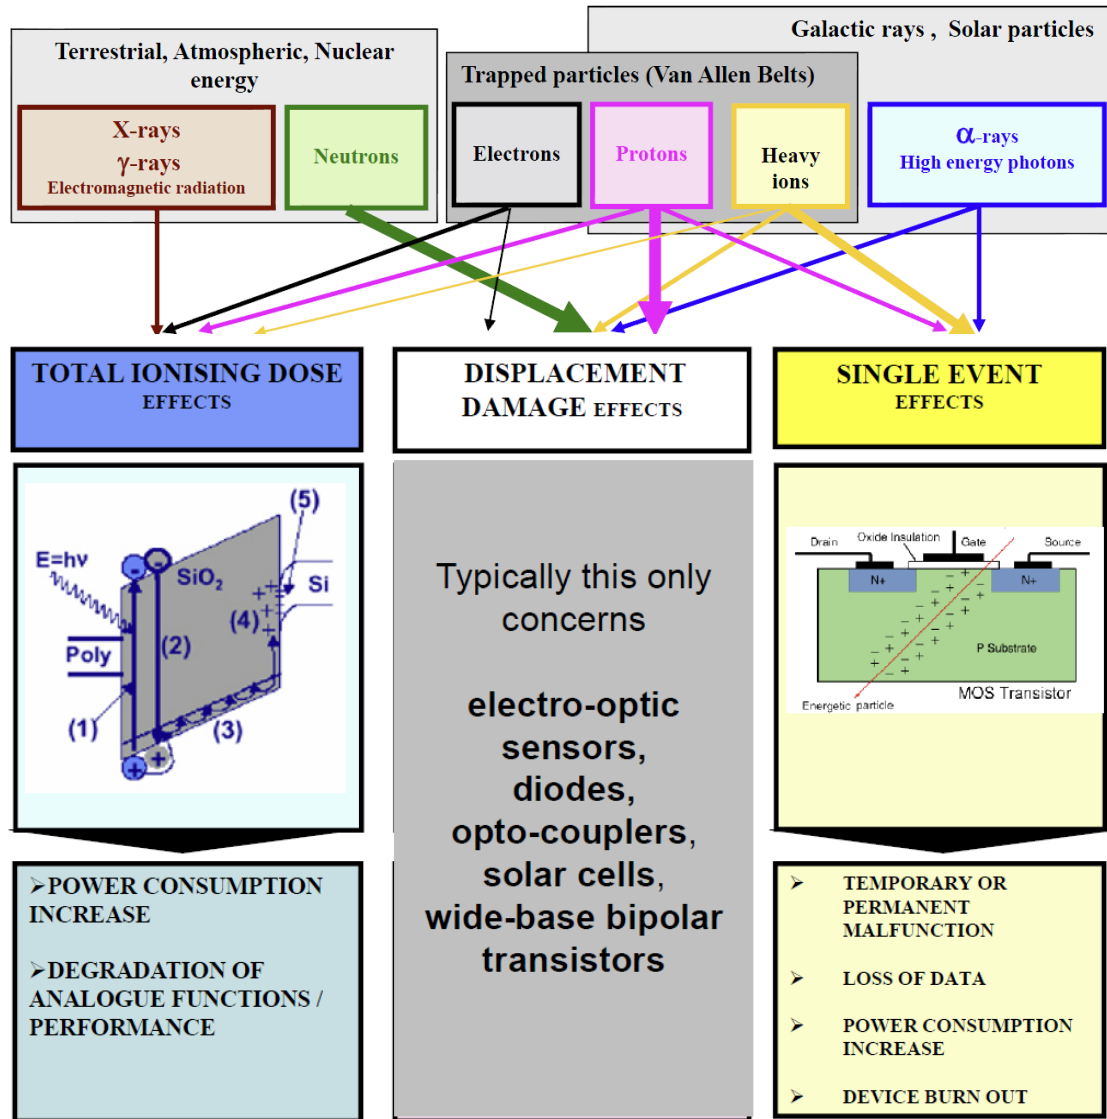 Terrestrial, Atmospheric, Nuclear
energy
Galactic rays , Solar particles
Trapped particles (Van Allen Belts)
X-rays
γ-rays
Electromagnetic radiation
Neutrons
Electrons
Protons
Heavy
ions
α-rays
High energy photons
TOTAL IONISING DOSE
EFFECTS
DISPLACEMENT
DAMAGE EFFECTS
SINGLE EVENT
EFFECTS
(5)
E=hν
SiO2
Si
(4)
(2)
Poly
(1)
(3)
- -
+ +
+ + + + +
Typically this only
concerns
electro-optic
sensors,
diodes,
opto-couplers,
solar cells,
wide-base bipolar
transistors
Oxide Insulation
Drain
Gate
Source
N+
N+
P Substrate
MOS Transistor
Energetic particle
➢POWER CONSUMPTION
INCREASE
➢DEGRADATION OF
ANALOGUE FUNCTIONS /
PERFORMANCE
➢ TEMPORARY OR
PERMANENT
MALFUNCTION
➢ LOSS OF DATA
➢ POWER CONSUMPTION
INCREASE
➢ DEVICE BURN OUT